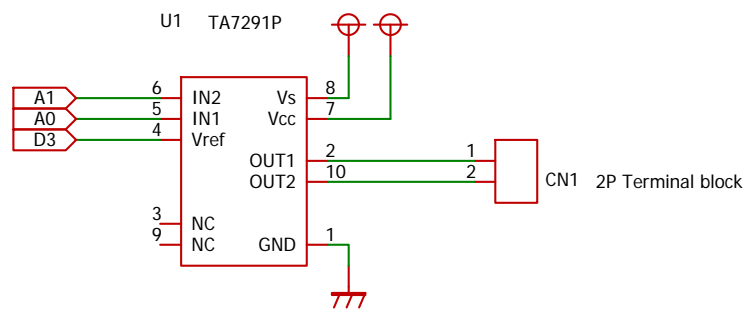 U1 TA7291P
A1 6 IN2 Vs 8
A0 5 IN1 Vcc 7
D3 4 Vref
OUT1 2 1
OUT2 10 2 CN1 2P Terminal block
3 NC
9 NC GND 1